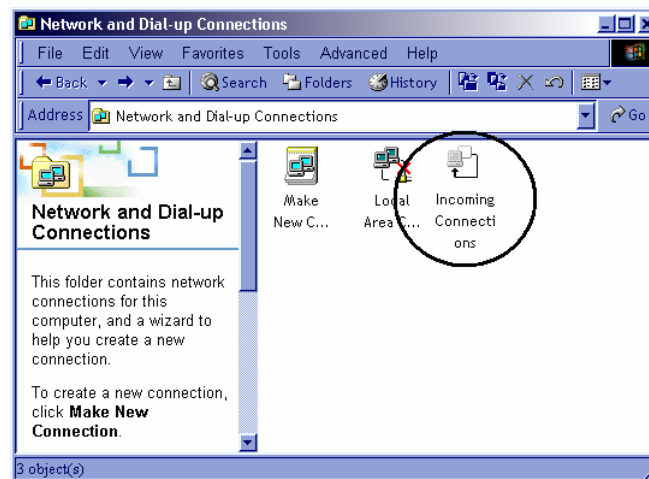 Network and Dial-up Connections
File Edit View Favorites Tools Advanced Help
Back Search Folders History
Address Network and Dial-up Connections Go
Network and Dial-up
Connections
This folder contains network
connections for this
computer, and a wizard to
help you create a new
connection.
To create a new connection,
click Make New
Connection.
Make
New C...
Local
Area C...
Incoming
Connecti
ons
3 object(s)